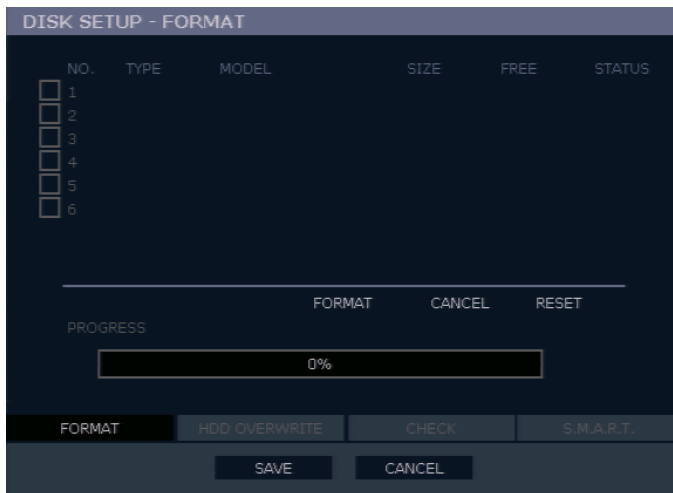 DISK SETUP - FORMAT
NO. TYPE MODEL SIZE FREE STATUS
1
2
3
4
5
6
FORMAT CANCEL RESET
PROGRESS
0%
FORMAT HDD OVERWRITE CHECK S.M.A.R.T.
SAVE CANCEL